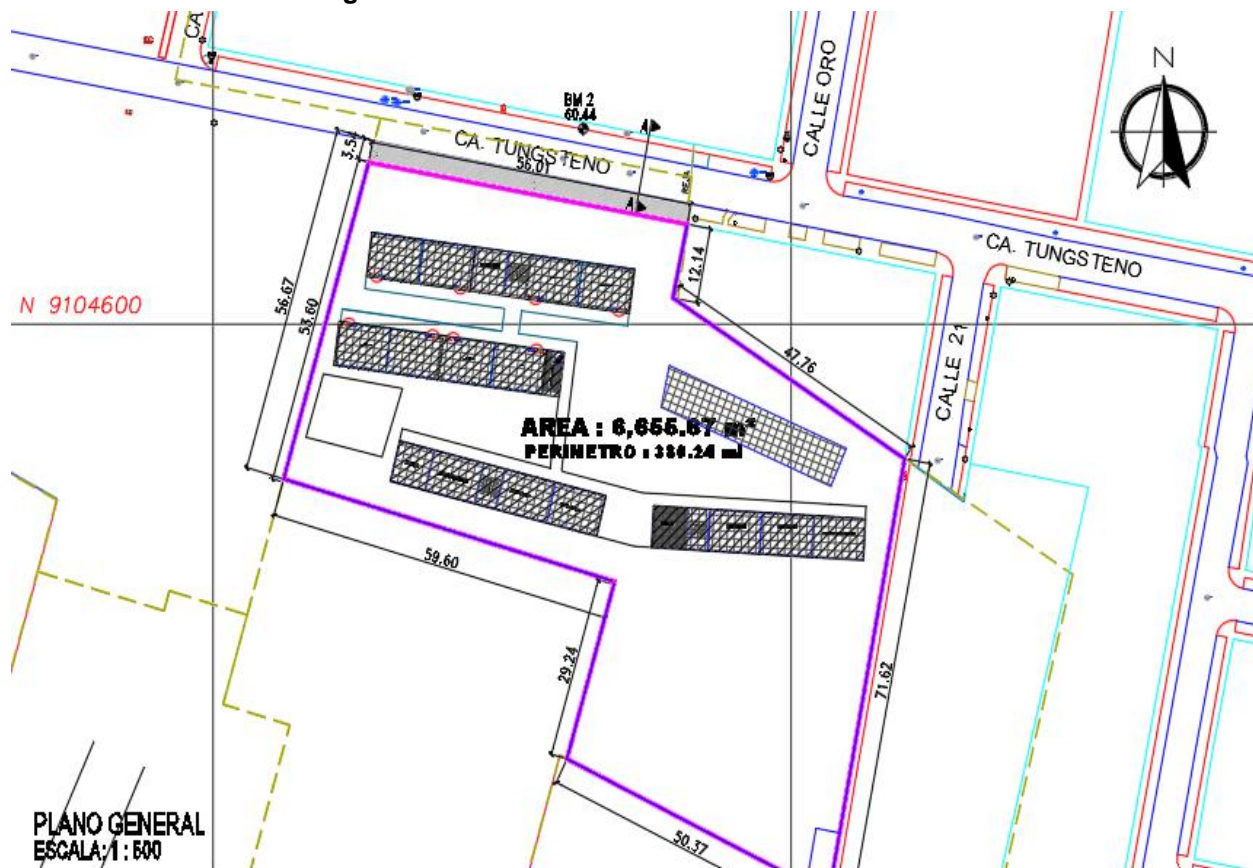 CA
BM 2
60.44
CALLE ORO
N
CA. TUNGSTENO
3.54
56.01
REJA
CA. TUNGSTENO
12.14
N 9104600
56.67
53.60
47.76
CALLE 21
AREA : 6,655.67 m²
PERIMETRO : 380.24 ml
59.60
29.24
71.62
PLANO GENERAL
ESCALA: 1 : 500
50.37